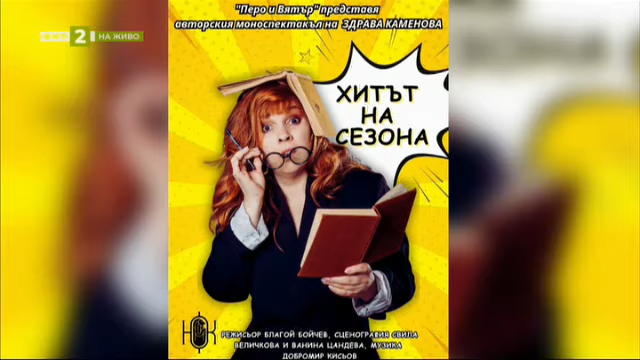 БНТ 2 НА ЖИВО
"Перо и Вятър" представя
авторския моноспектакъл на ЗДРАВА КАМЕНОВА
ХИТЪТ
НА
СЕЗОНА
РЕЖИСЬОР БЛАГОЙ БОЙЧЕВ, СЦЕНОГРАФИЯ СВИЛА
ВЕЛИЧКОВА И ВАНИНА ЦАНДЕВА, МУЗИКА
ДОБРОМИР КИСЬОВ